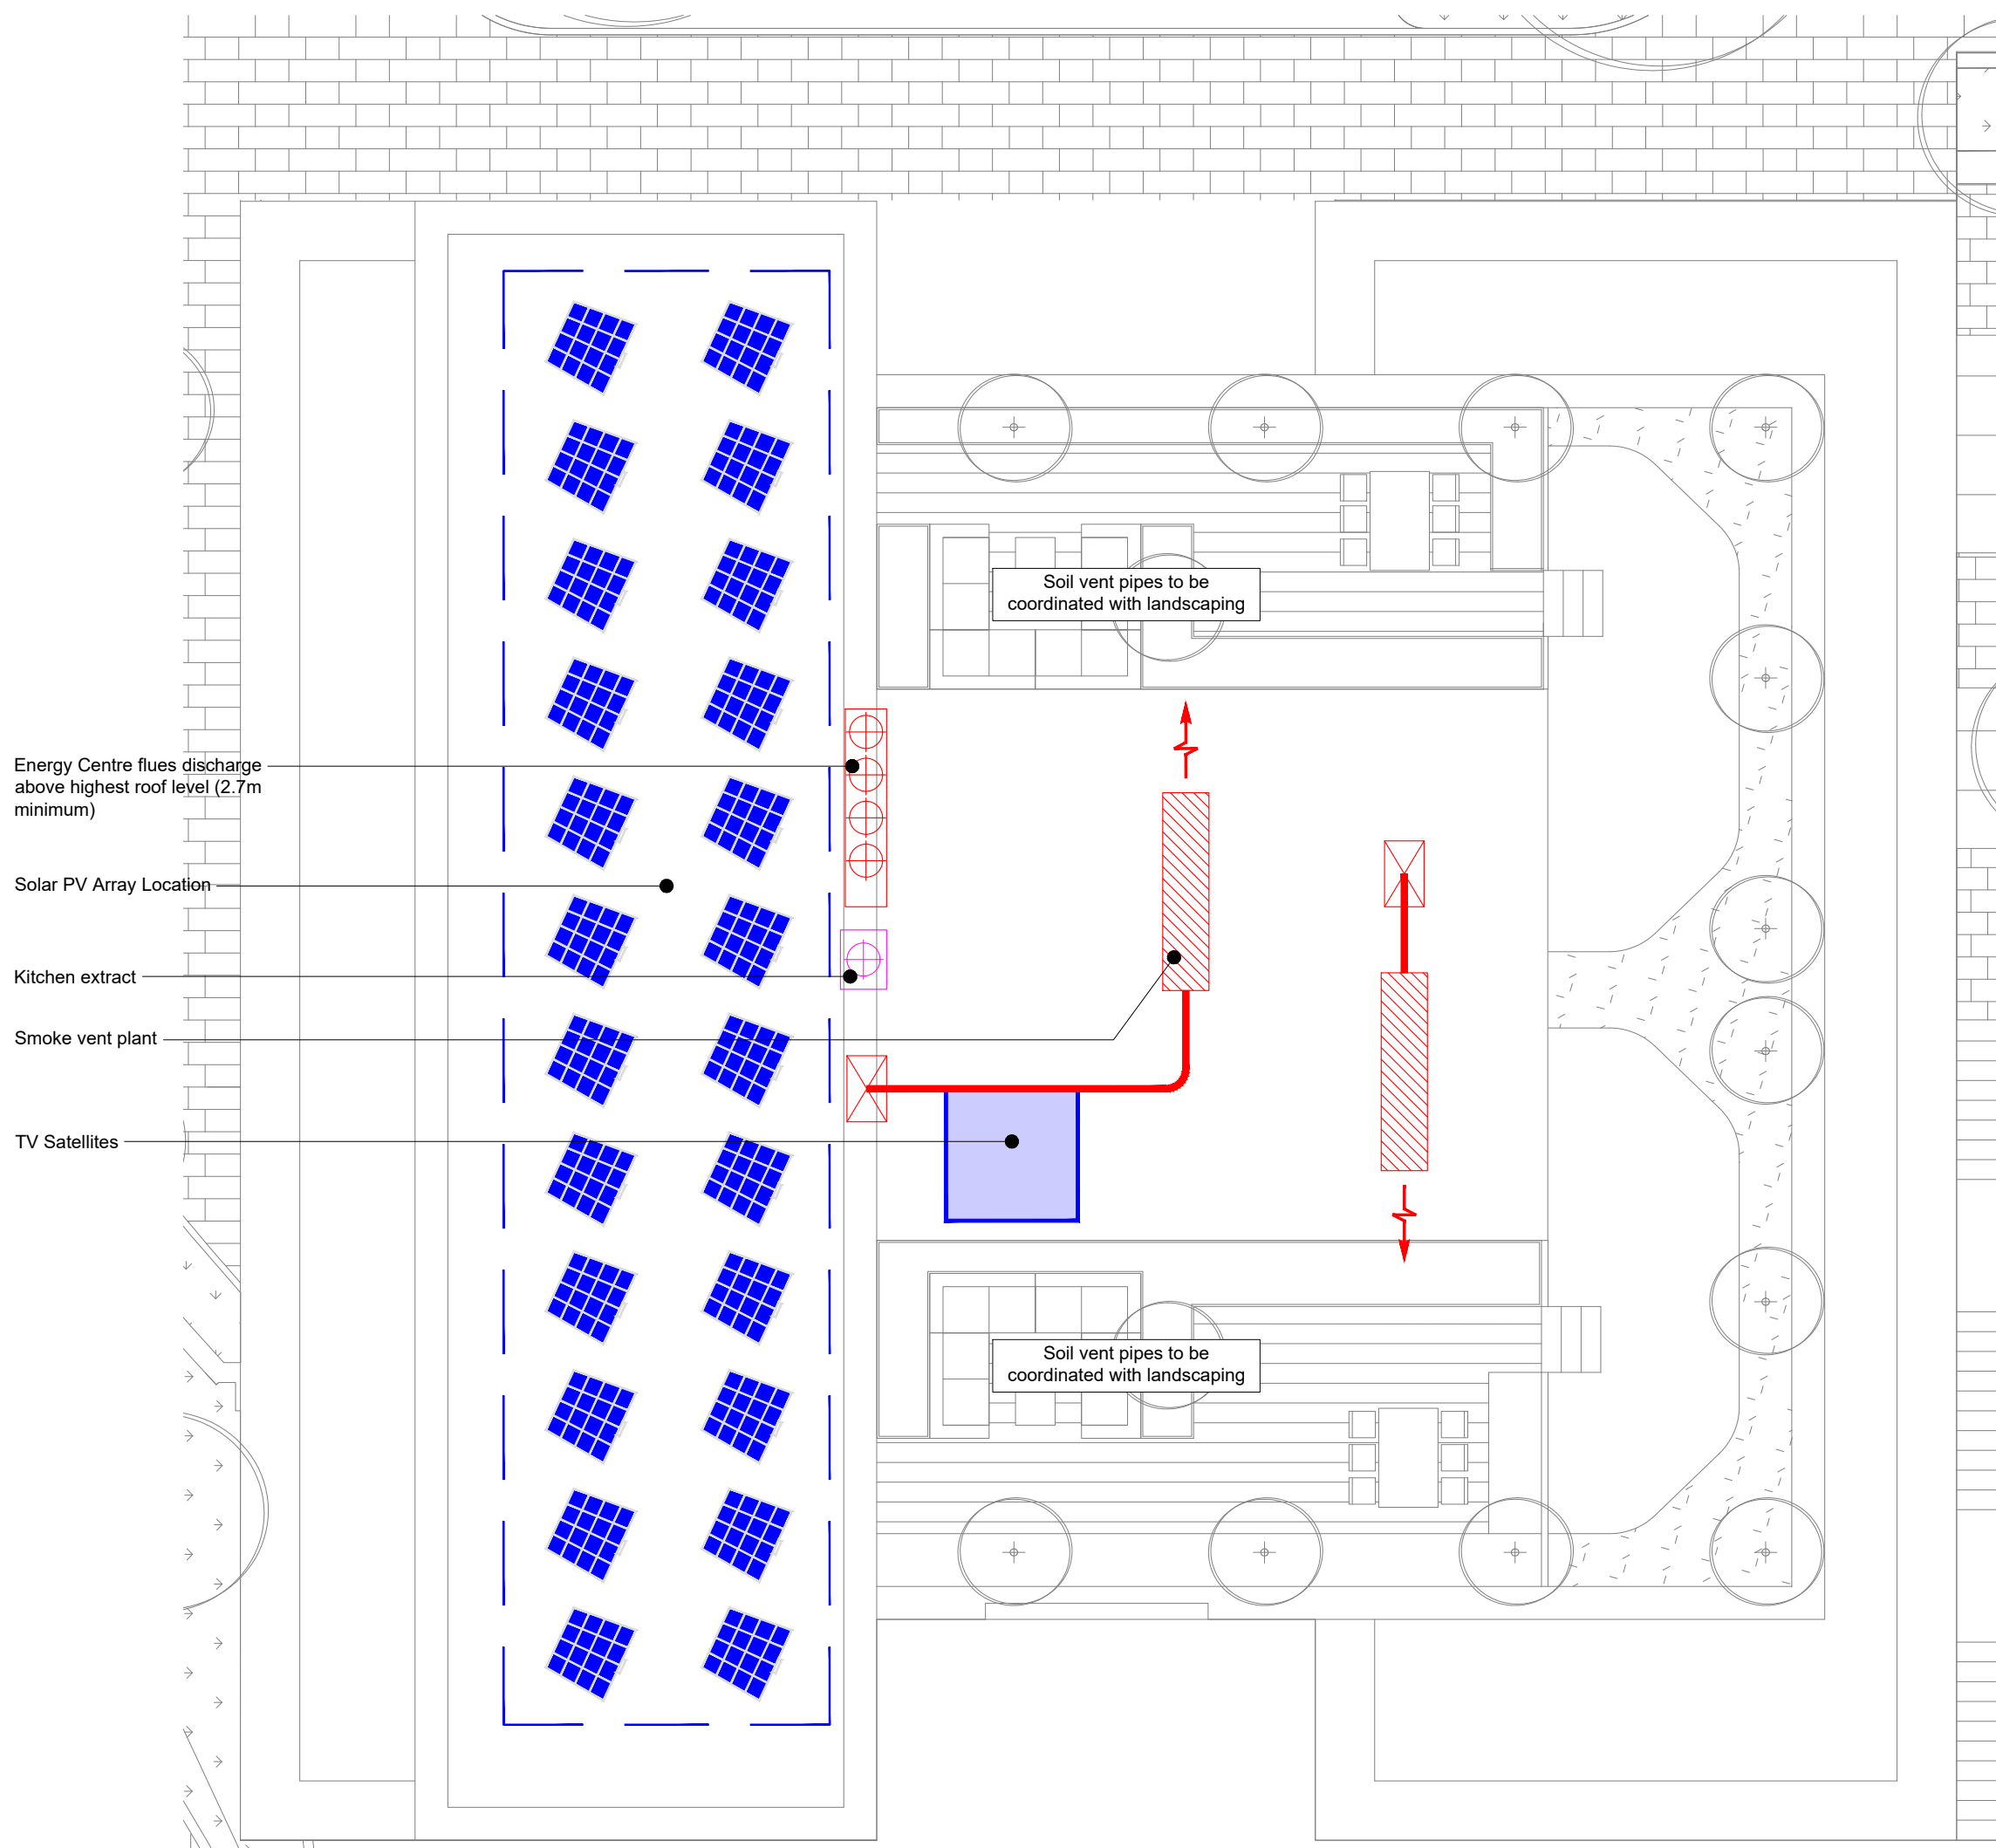 Soil vent pipes to be
coordinated with landscaping
Energy Centre flues discharge
above highest roof level (2.7m
minimum)
Solar PV Array Location
Kitchen extract
Smoke vent plant
TV Satellites
Soil vent pipes to be
coordinated with landscaping